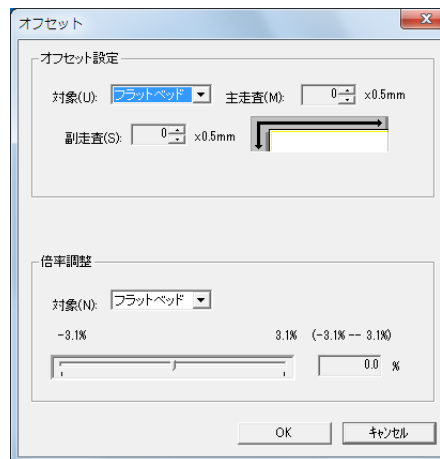 オフセット
オフセット設定
対象(U): フラットベッド 主走査(M): 0 x0.5mm
副走査(S): 0 x0.5mm
倍率調整
対象(N): フラットベッド
-3.1% 3.1% (-3.1% -- 3.1%)
0.0 %
OK キャンセル